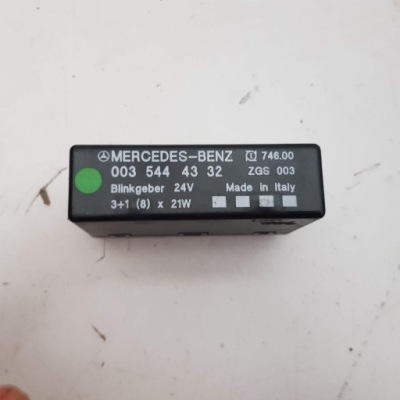 MERCEDES-BENZ 746.00
003 544 43 32 ZGS 003
Blinkgeber 24V Made in Italy
3+1 (8) x 21W